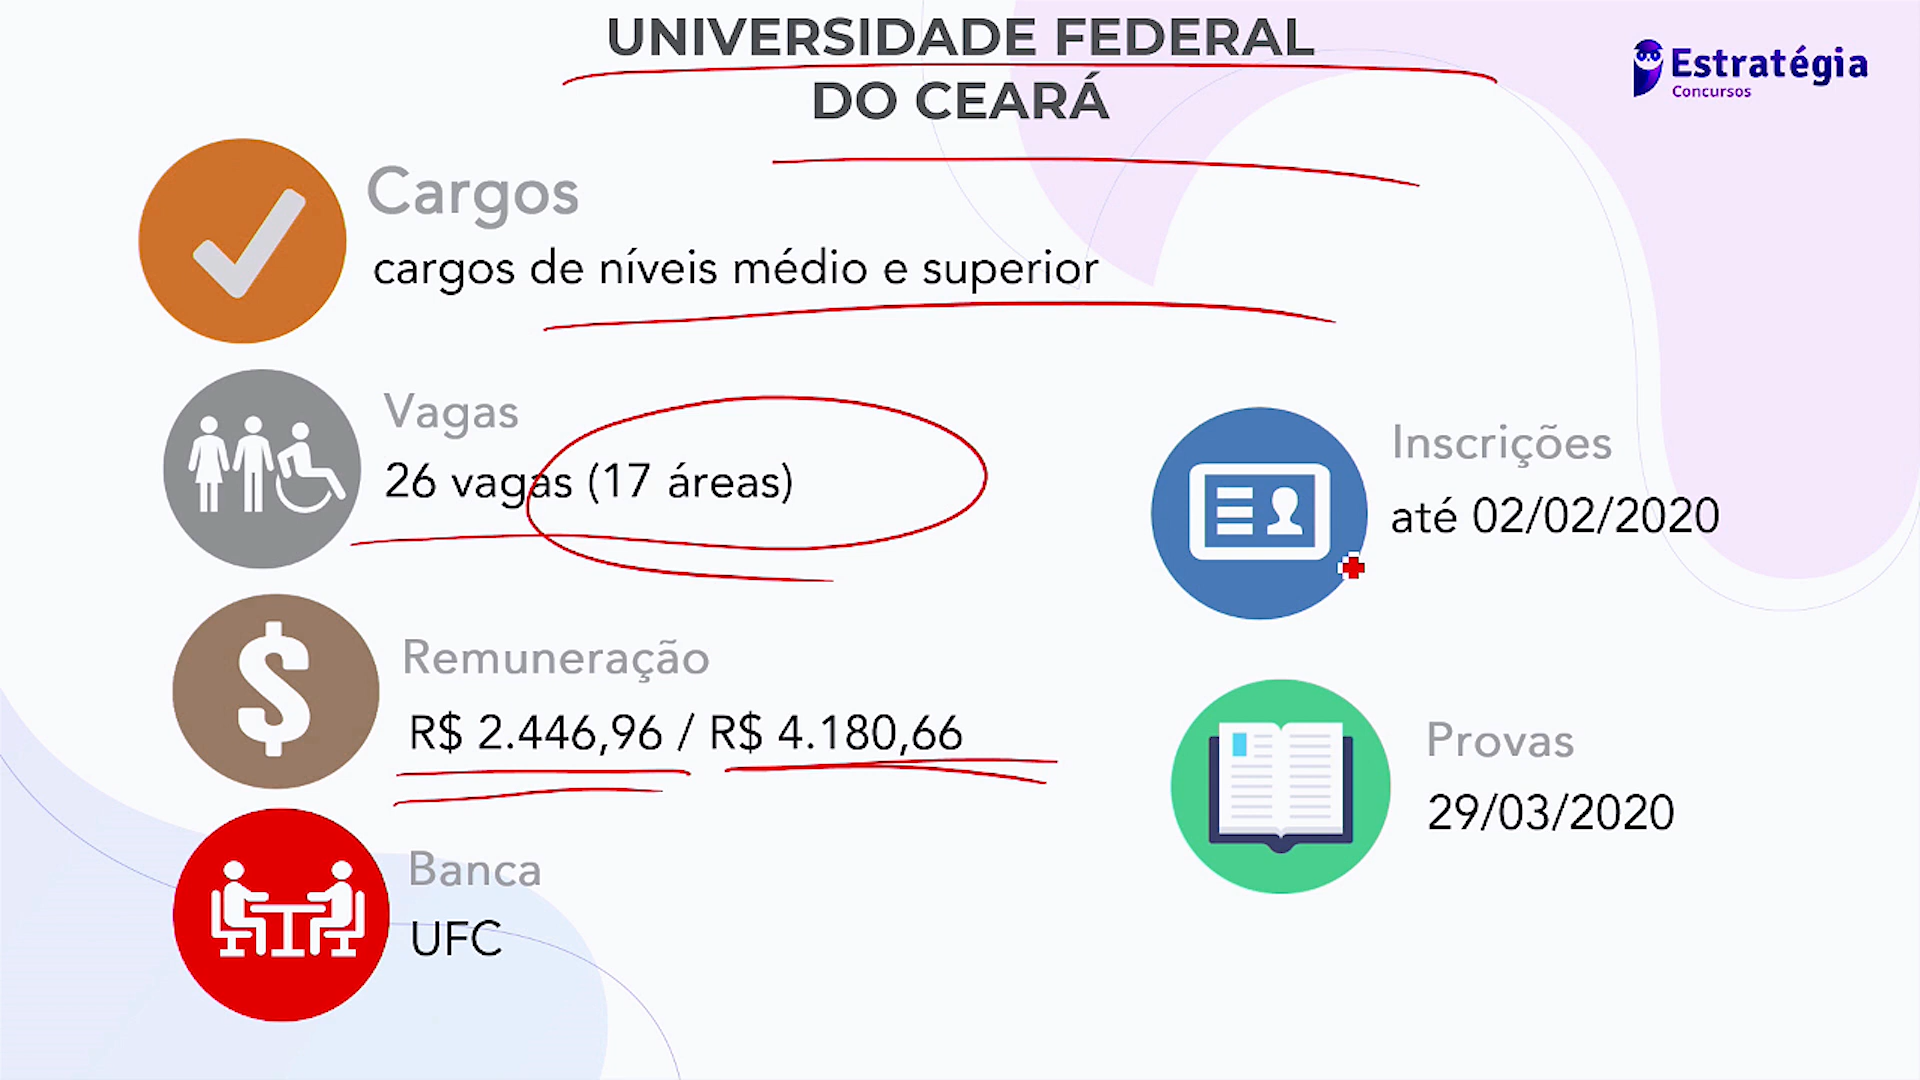 UNIVERSIDADE FEDERAL
DO CEARÁ
Estratégia
Concursos
Cargos
cargos de níveis médio e superior
Vagas
26 vagas (17 áreas)
Remuneração
R$ 2.446,96 / R$ 4.180,66
Banca
UFC
Inscrições
até 02/02/2020
Provas
29/03/2020